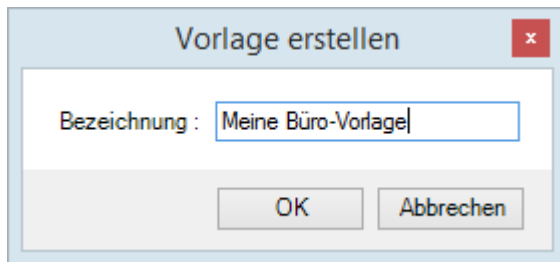 Vorlage erstellen
x
Bezeichnung : Meine Büro-Vorlage
OK Abbrechen